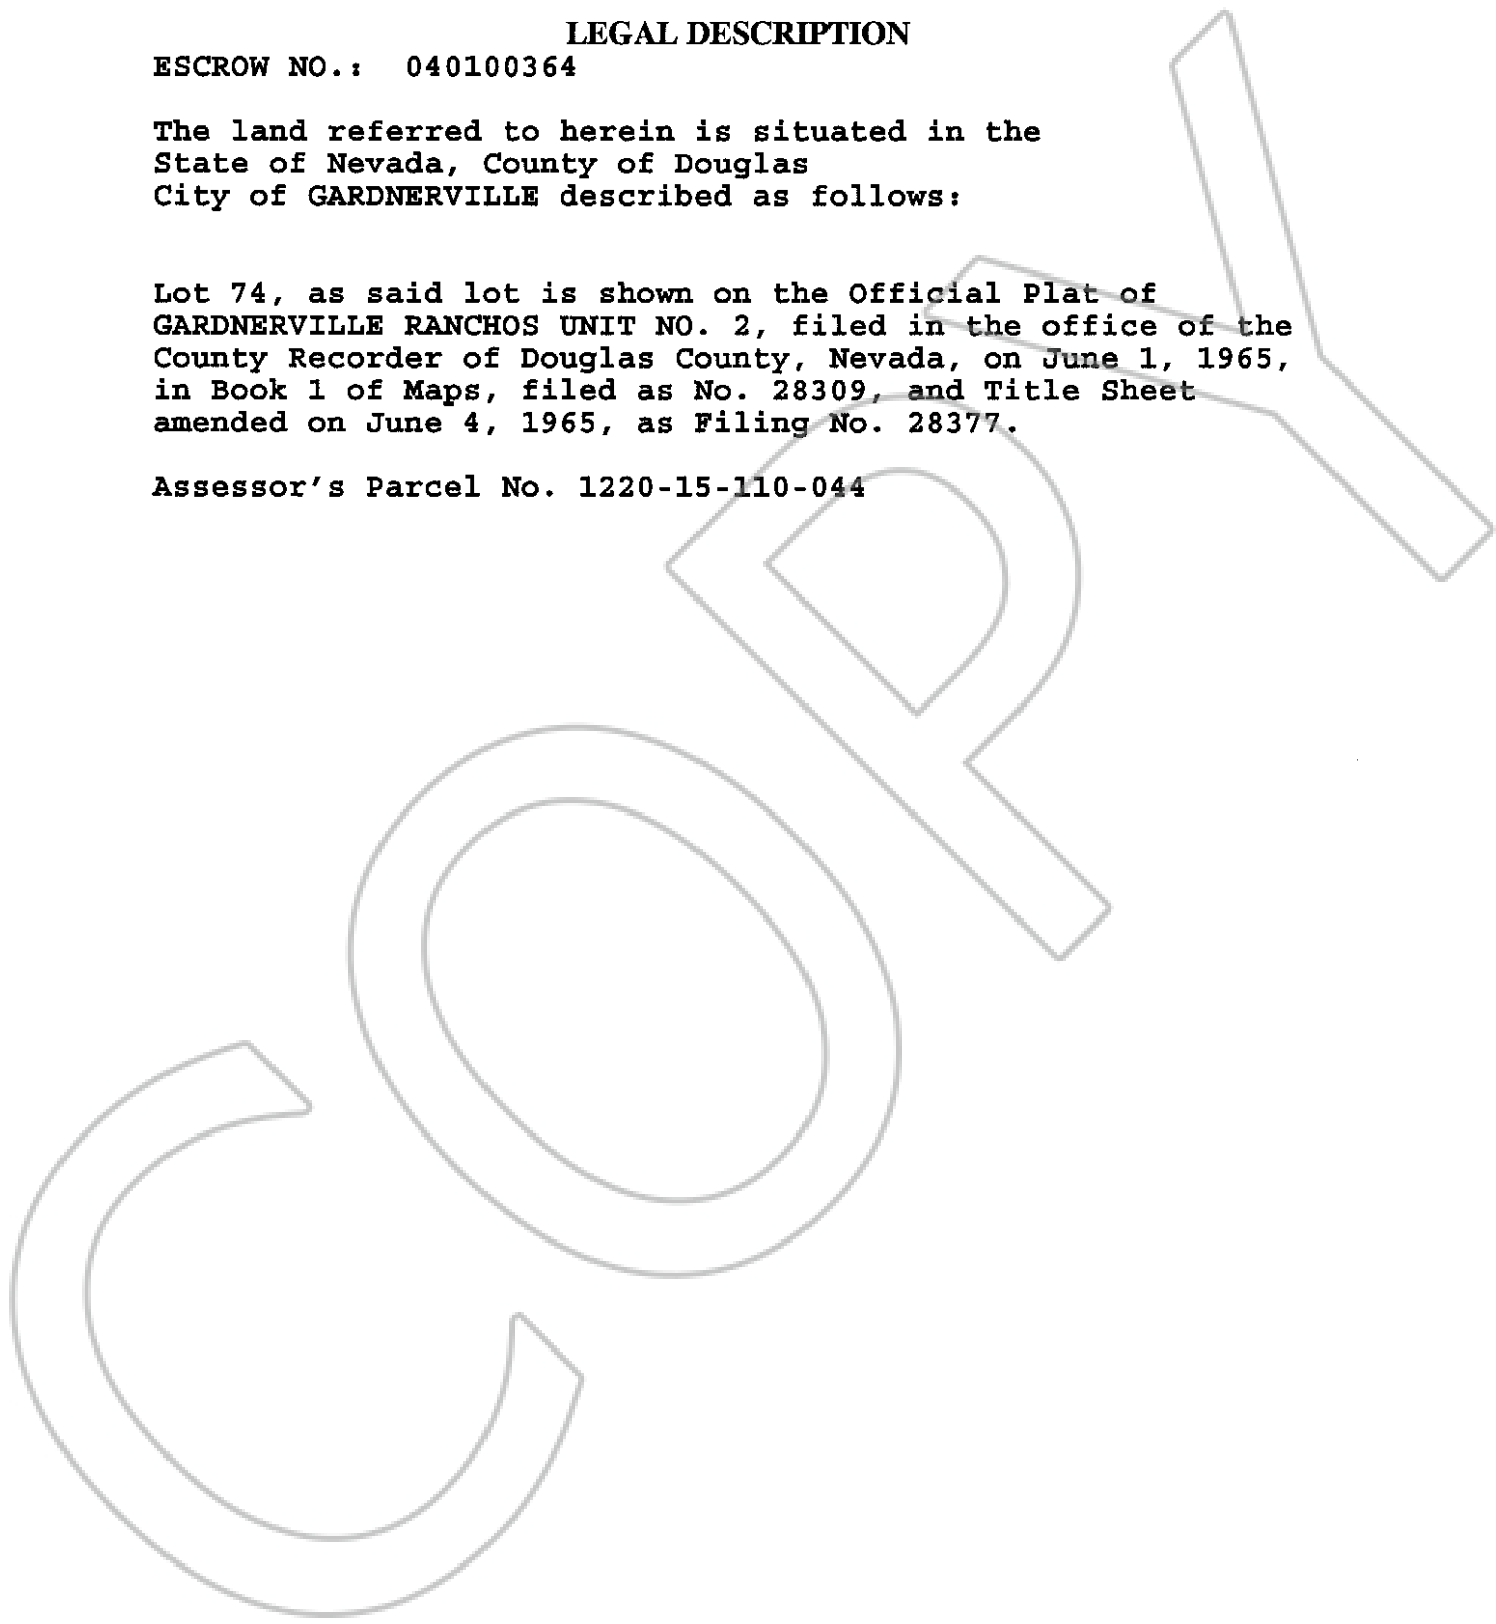 LEGAL DESCRIPTION
ESCROW NO.: 040100364
The land referred to herein is situated in the
State of Nevada, County of Douglas
City of GARDNERVILLE described as follows:
Lot 74, as said lot is shown on the Official Plat of
GARDNERVILLE RANCHOS UNIT NO. 2, filed in the office of the
County Recorder of Douglas County, Nevada, on June 1, 1965,
in Book 1 of Maps, filed as No. 28309, and Title Sheet
amended on June 4, 1965, as Filing No. 28377.
Assessor's Parcel No. 1220-15-110-044
COPY